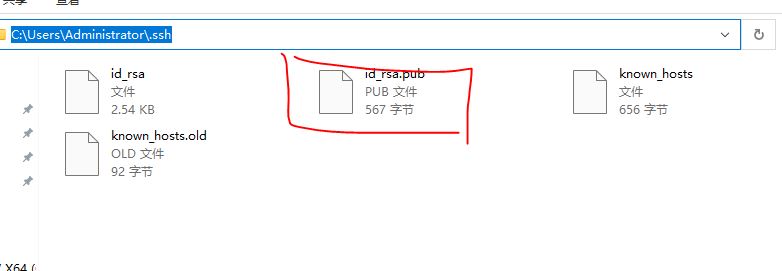 共享
查看
C:\Users\Administrator\.ssh
id_rsa
文件
2.54 KB
id_rsa.pub
PUB 文件
567 字节
known_hosts
文件
656 字节
known_hosts.old
OLD 文件
92 字节
X64 (